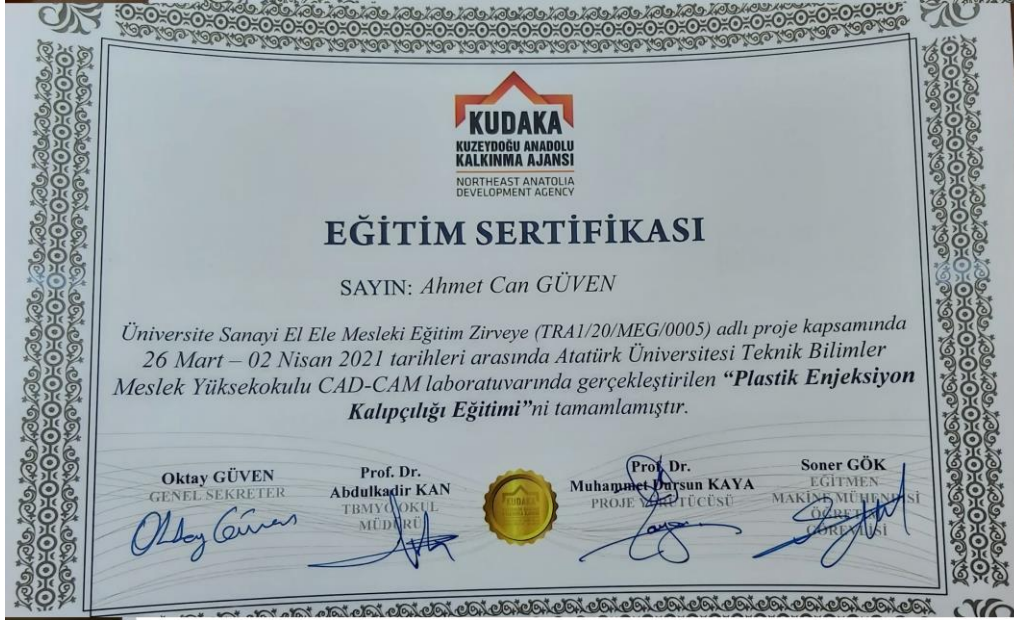 KUDAKA
KUZEYDOĞU ANADOLU
KALKINMA AJANSI
NORTHEAST ANATOLIA
DEVELOPMENT AGENCY
EĞİTİM SERTİFİKASI
SAYIN: Ahmet Can GÜVEN
Üniversite Sanayi El Ele Mesleki Eğitim Zirveye (TRA1/20/MEG/0005) adlı proje kapsamında
26 Mart – 02 Nisan 2021 tarihleri arasında Atatürk Üniversitesi Teknik Bilimler
Meslek Yüksekokulu CAD-CAM laboratuvarında gerçekleştirilen “Plastik Enjeksiyon
Kalıpçılığı Eğitimi”ni tamamlamıştır.
Oktay GÜVEN
GENEL SEKRETER
Oktay Güven
Prof. Dr.
Abdulkadir KAN
TBMYO OKUL
MÜDÜRÜ
KUDAKA
Prof. Dr.
Muhammet Dursun KAYA
PROJE YÜRÜTÜCÜSÜ
Soner GÖK
EĞİTMEN
MAKİNE MÜHENDİSİ
ÖĞRETİM
GÖREVLİSİ